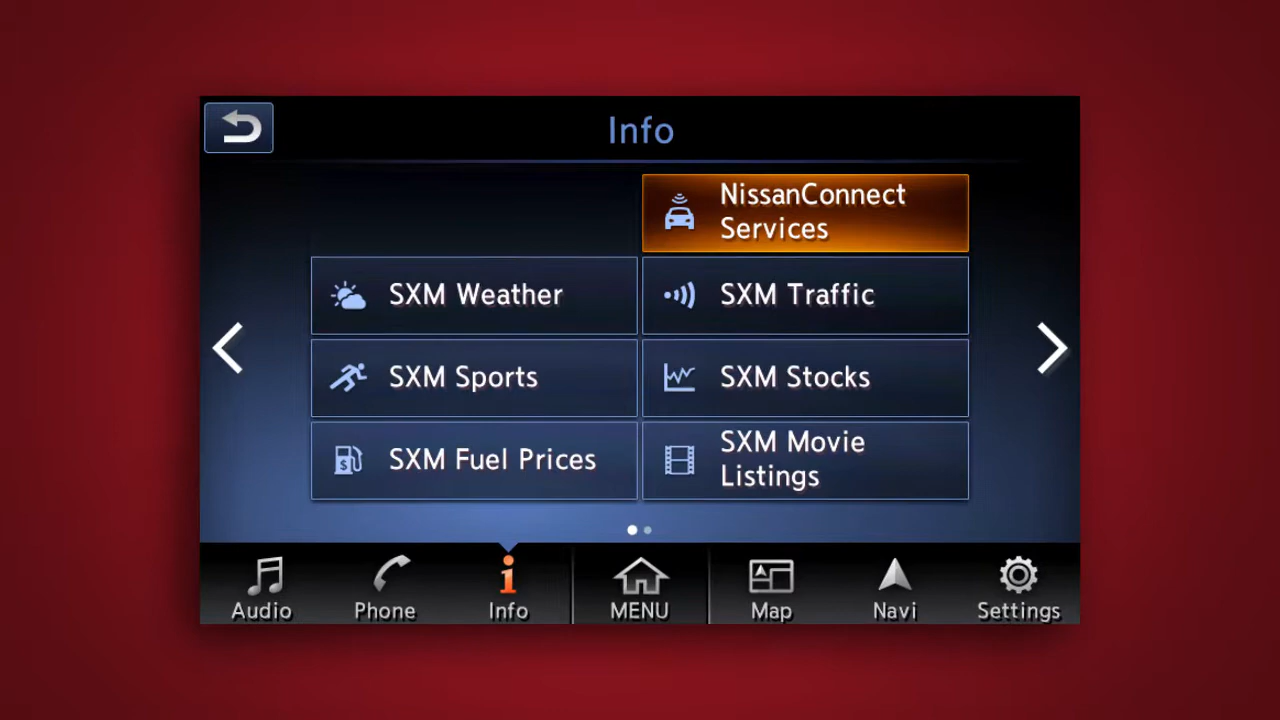 Info
NissanConnect
Services
SXM Weather
SXM Traffic
SXM Sports
SXM Stocks
SXM Fuel Prices
SXM Movie
Listings
Audio
Phone
Info
MENU
Map
Navi
Settings